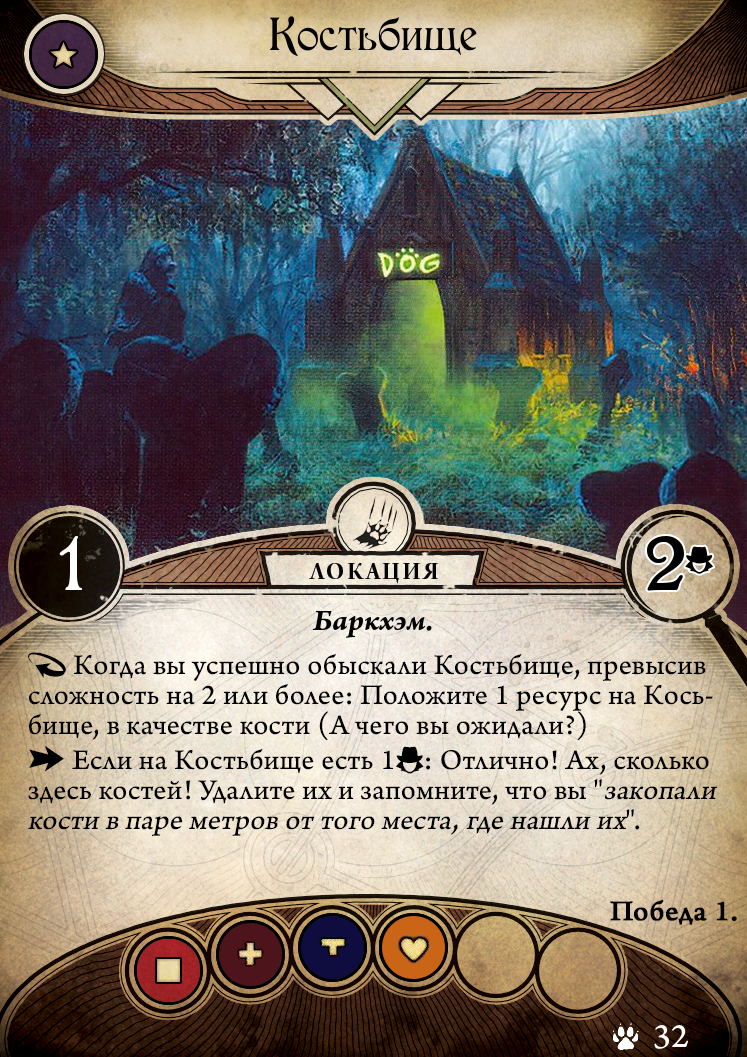 Костьбище
DÖG
1
ЛОКАЦИЯ
2
Баркхэм.
Когда вы успешно обыскали Костьбище, превысив
сложность на 2 или более: Положите 1 ресурс на Кось-
бище, в качестве кости (А чего вы ожидали?)
Если на Костьбище есть 1: Отлично! Ах, сколько
здесь костей! Удалите их и запомните, что вы "закопали
кости в паре метров от того места, где нашли их".
Победа 1.
32